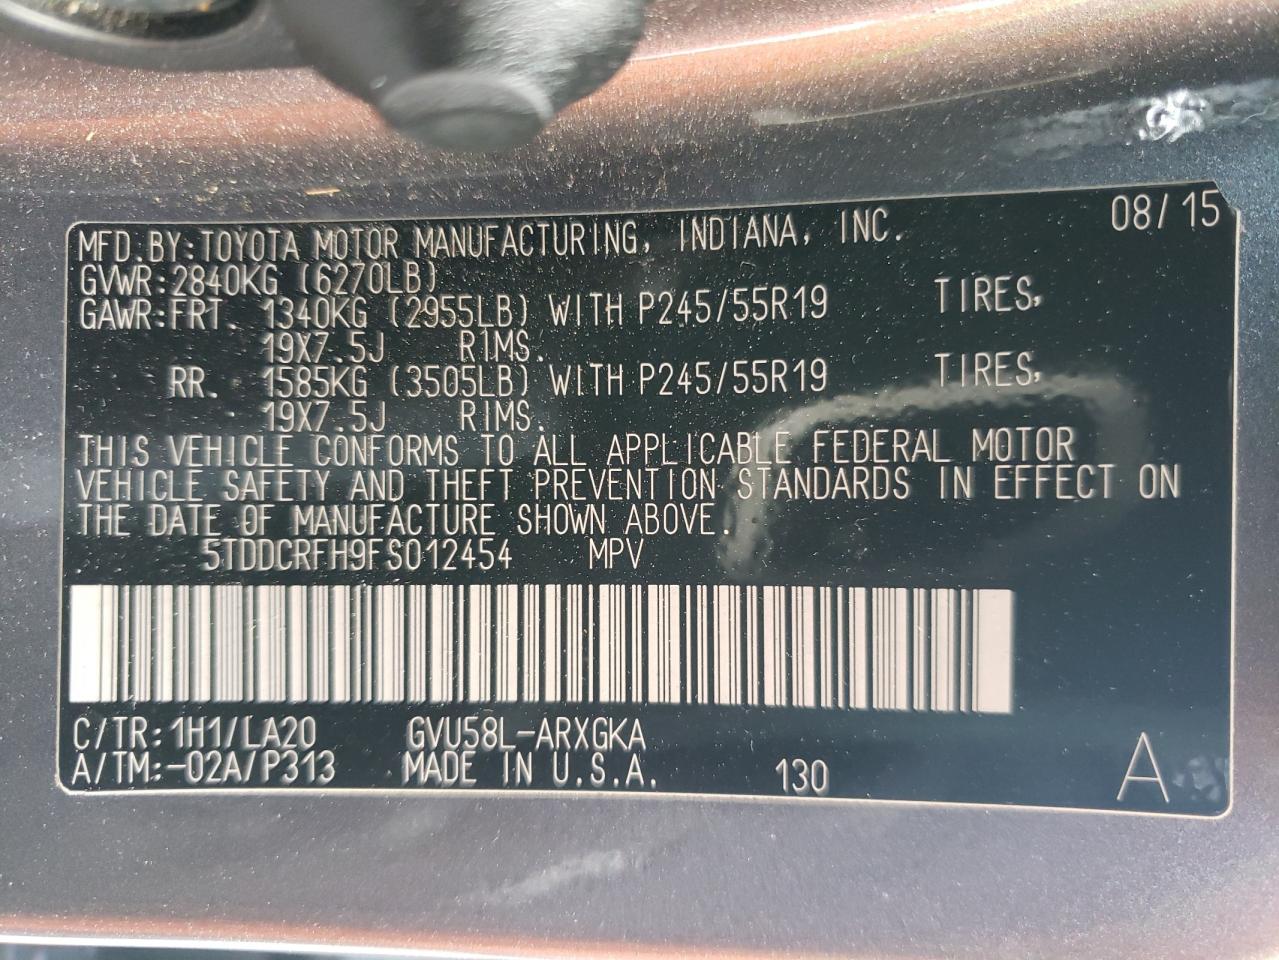 08/15
MFD.BY:TOYOTA MOTOR MANUFACTURING, INDIANA, INC.
GVWR:2840KG (6270LB)
GAWR:FRT. 1340KG (2955LB) WITH P245/55R19 TIRES,
19X7.5J RIMS.
RR. 1585KG (3505LB) WITH P245/55R19 TIRES,
19X7.5J RIMS.
THIS VEHICLE CONFORMS TO ALL APPLICABLE FEDERAL MOTOR
VEHICLE SAFETY AND THEFT PREVENTION STANDARDS IN EFFECT ON
THE DATE OF MANUFACTURE SHOWN ABOVE.
5TDDCRFH9FS012454 MPV
C/TR:1H1/LA20 GVU58L-ARXGKA
A/TM:-02A/P313 MADE IN U.S.A. 130 A